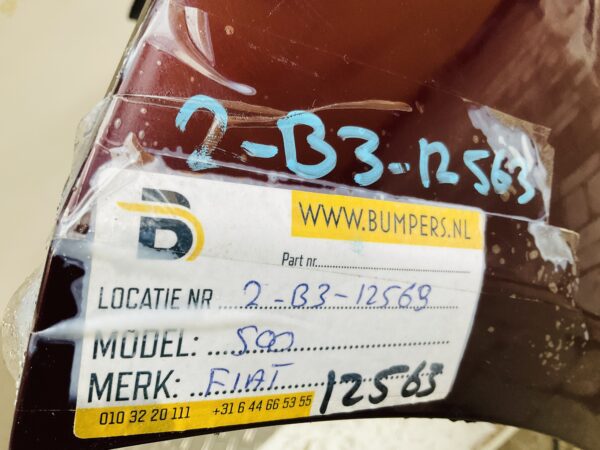 2-B3-12563
B
WWW.BUMPERS.NL
Part nr.
LOCATIE NR 2-B3-12569
MODEL: 500
MERK: FIAT
12563
010 32 20 111 +31 6 44 66 53 55